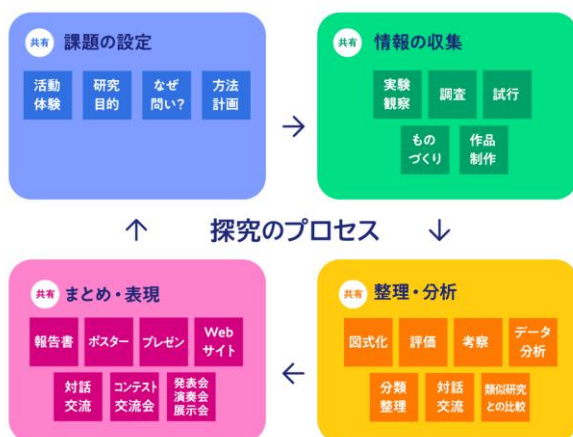 共有 課題の設定
活動
体験
研究
目的
なぜ
問い?
方法
計画
共有 情報の収集
実験
観察
調査
試行
もの
づくり
作品
制作
探究のプロセス
共有 まとめ・表現
報告書
ポスター
プレゼン
Web
サイト
対話
交流
コンテスト
交流会
発表会
演奏会
展示会
共有 整理・分析
図式化
評価
考察
データ
分析
分類
整理
対話
交流
類似研究
との比較